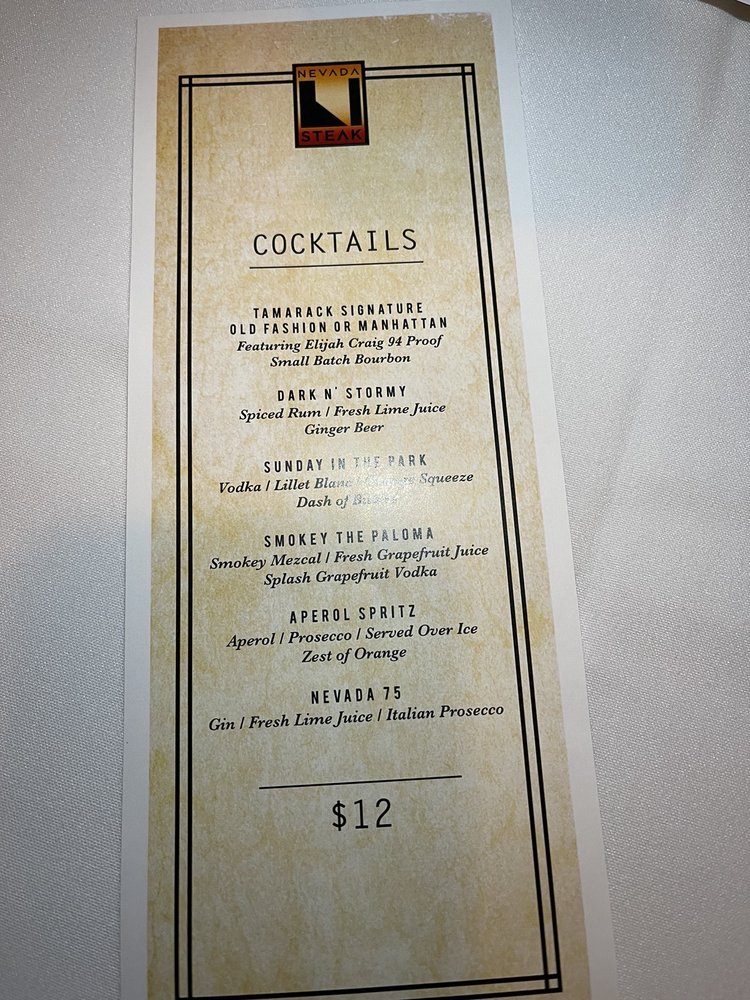 NEVADA
STEAK
COCKTAILS
TAMARACK SIGNATURE
OLD FASHION OR MANHATTAN
Featuring Elijah Craig 94 Proof
Small Batch Bourbon
DARK N' STORMY
Spiced Rum / Fresh Lime Juice
Ginger Beer
SUNDAY IN THE PARK
Vodka / Lillet Blanc / Squeeze
Dash of
SMOKEY THE PALOMA
Smokey Mezcal / Fresh Grapefruit Juice
Splash Grapefruit Vodka
APEROL SPRITZ
Aperol / Prosecco / Served Over Ice
Zest of Orange
NEVADA 75
Gin / Fresh Lime Juice / Italian Prosecco
$12